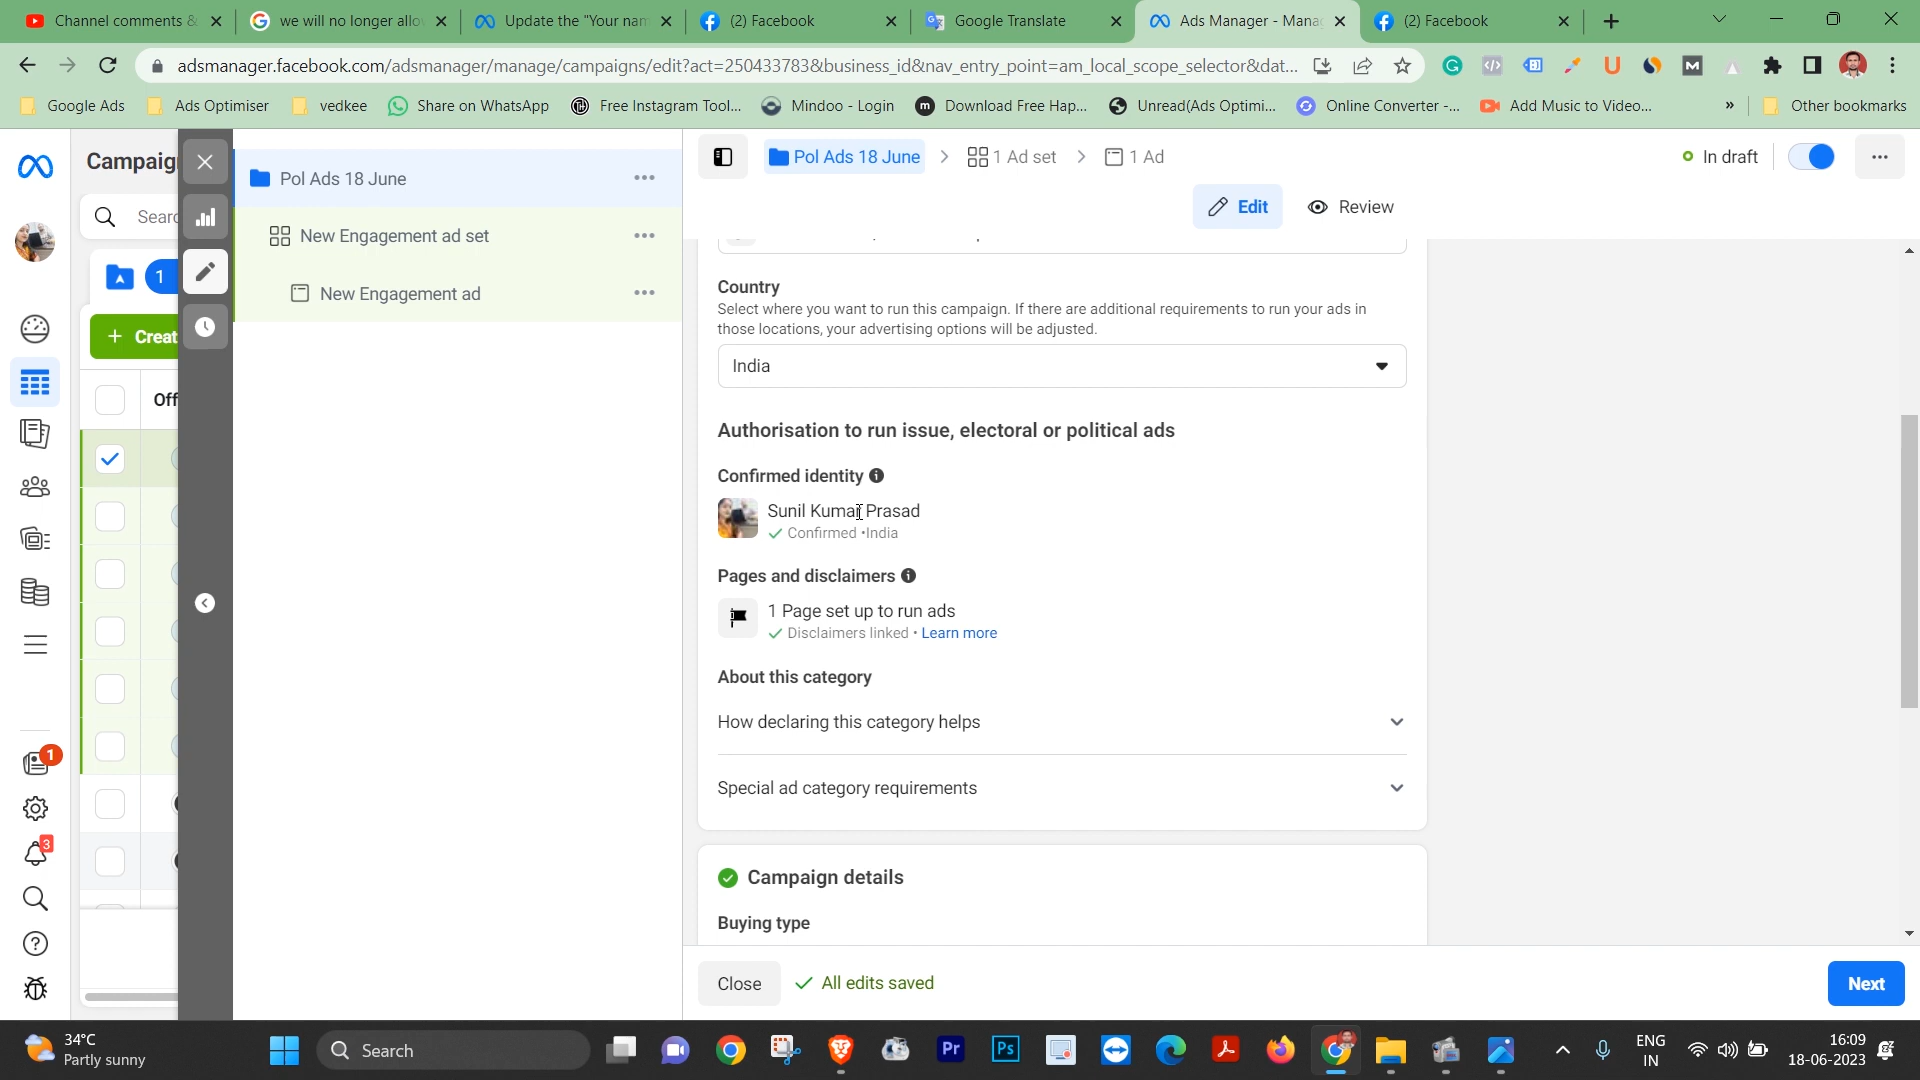 Channel comments &
we will no longer allo
Update the "Your nam
(2) Facebook
Google Translate
Ads Manager - Mana
(2) Facebook
adsmanager.facebook.com/adsmanager/manage/campaigns/edit?act=250433783&business_id&nav_entry_point=am_local_scope_selector&dat...
Google Ads
Ads Optimiser
vedkee
Share on WhatsApp
Free Instagram Tool...
Mindoo - Login
Download Free Hap...
Unread(Ads Optimi...
Online Converter -...
Add Music to Video...
»
Other bookmarks
Campaig
Sear
1
+ Creat
Off
Pol Ads 18 June
New Engagement ad set
New Engagement ad
Pol Ads 18 June > 1 Ad set > 1 Ad
In draft
Edit
Review
Country
Select where you want to run this campaign. If there are additional requirements to run your ads in
those locations, your advertising options will be adjusted.
India
Authorisation to run issue, electoral or political ads
Confirmed identity
Sunil Kumar Prasad
Confirmed •India
Pages and disclaimers
1 Page set up to run ads
Disclaimers linked • Learn more
About this category
How declaring this category helps
Special ad category requirements
Campaign details
Buying type
Close
All edits saved
Next
1
3
34°C
Partly sunny
Search
Pr
Ps
ENG
IN
16:09
18-06-2023